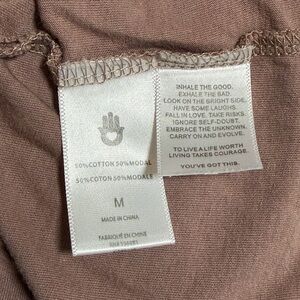 50%COTTON 50%MODAL
50%COTON 50%MODALE
M
MADE IN CHINA
FABRIQUÉ EN CHINE
INHALE THE GOOD.
EXHALE THE BAD.
LOOK ON THE BRIGHT SIDE.
HAVE SOME LAUGHS.
FALL IN LOVE. TAKE RISKS.
IGNORE SELF-DOUBT.
EMBRACE THE UNKNOWN.
CARRY ON AND EVOLVE.
TO LIVE A LIFE WORTH
LIVING TAKES COURAGE.
YOU'VE GOT THIS.